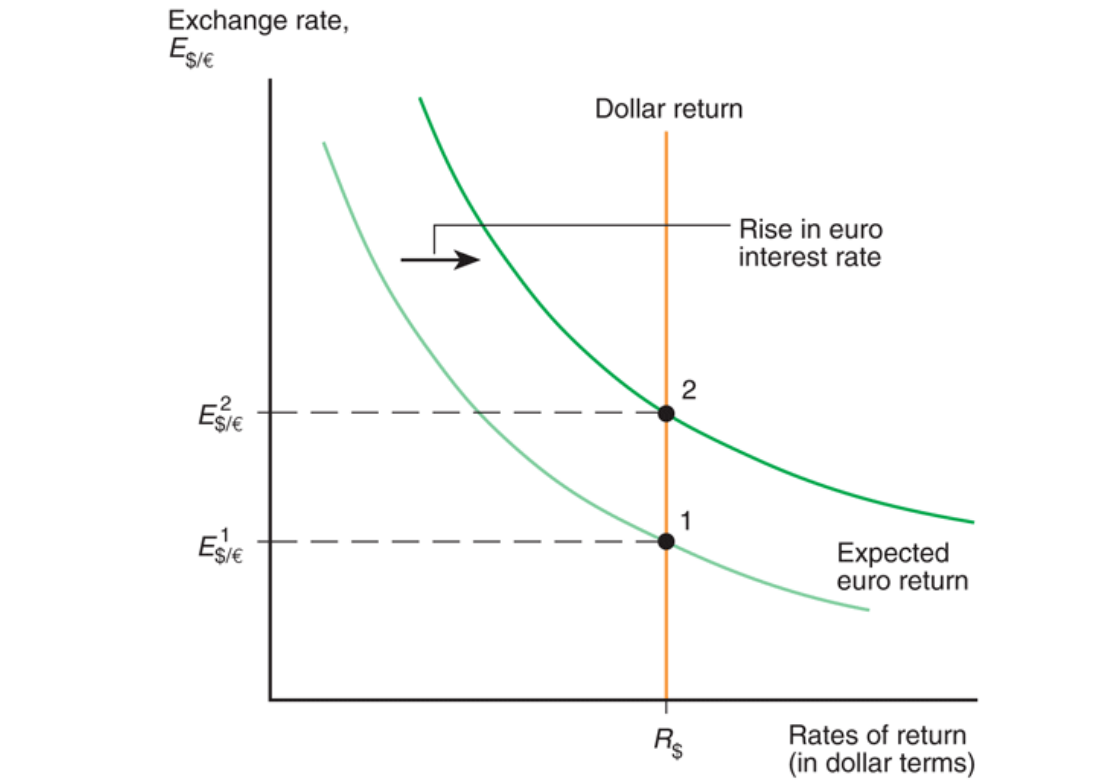 Exchange rate,
E$/€
Dollar return
Rise in euro
interest rate
2
E²$/€
1
E¹$/€
Expected
euro return
R$
Rates of return
(in dollar terms)